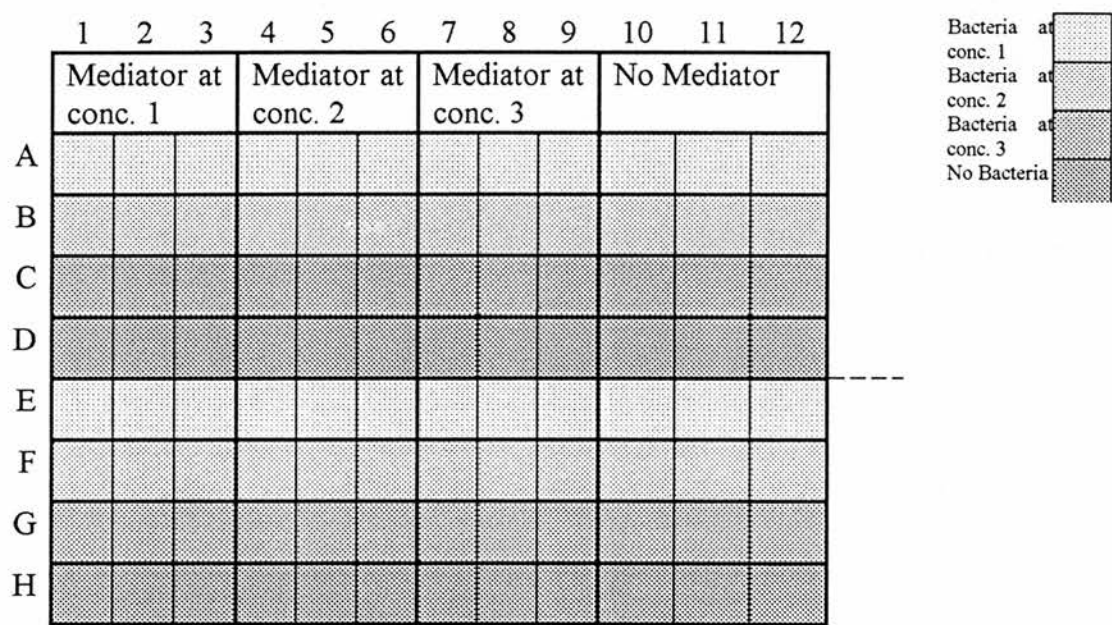 1 2 3 4 5 6 7 8 9 10 11 12
Mediator at conc. 1
Mediator at conc. 2
Mediator at conc. 3
No Mediator
A
B
C
D
E
F
G
H
Bacteria at
conc. 1
Bacteria at
conc. 2
Bacteria at
conc. 3
No Bacteria